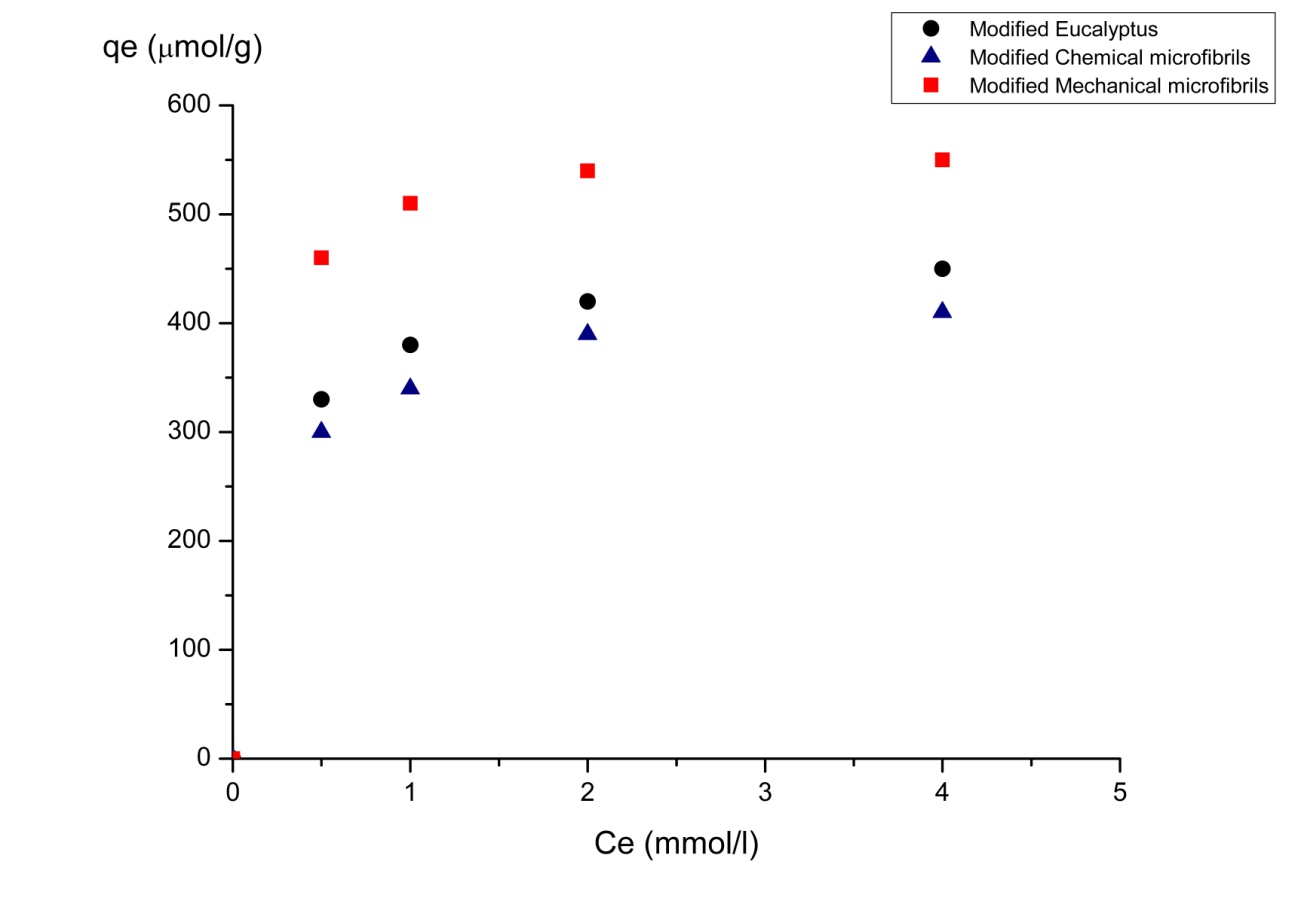 qe (μmol/g)
Modified Eucalyptus
Modified Chemical microfibrils
Modified Mechanical microfibrils
600
500
400
300
200
100
0
0 1 2 3 4 5
Ce (mmol/l)